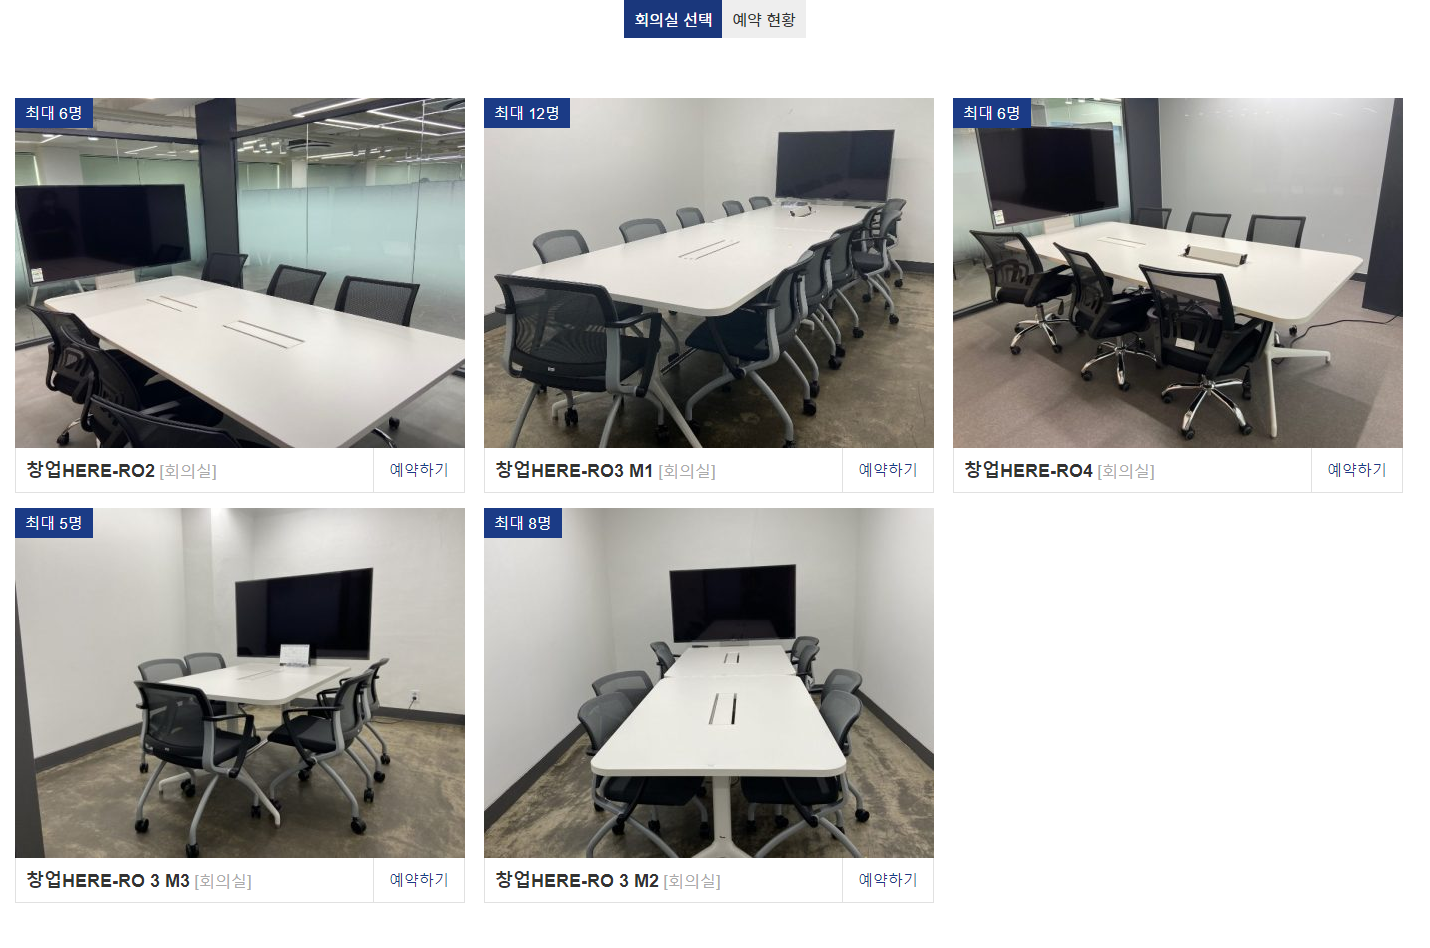 회의실 선택 예약 현황
최대 6명
최대 12명
최대 6명
창업HERE-RO2 [회의실] 예약하기
창업HERE-RO3 M1 [회의실] 예약하기
창업HERE-RO4 [회의실] 예약하기
최대 5명
최대 8명
창업HERE-RO 3 M3 [회의실] 예약하기
창업HERE-RO 3 M2 [회의실] 예약하기